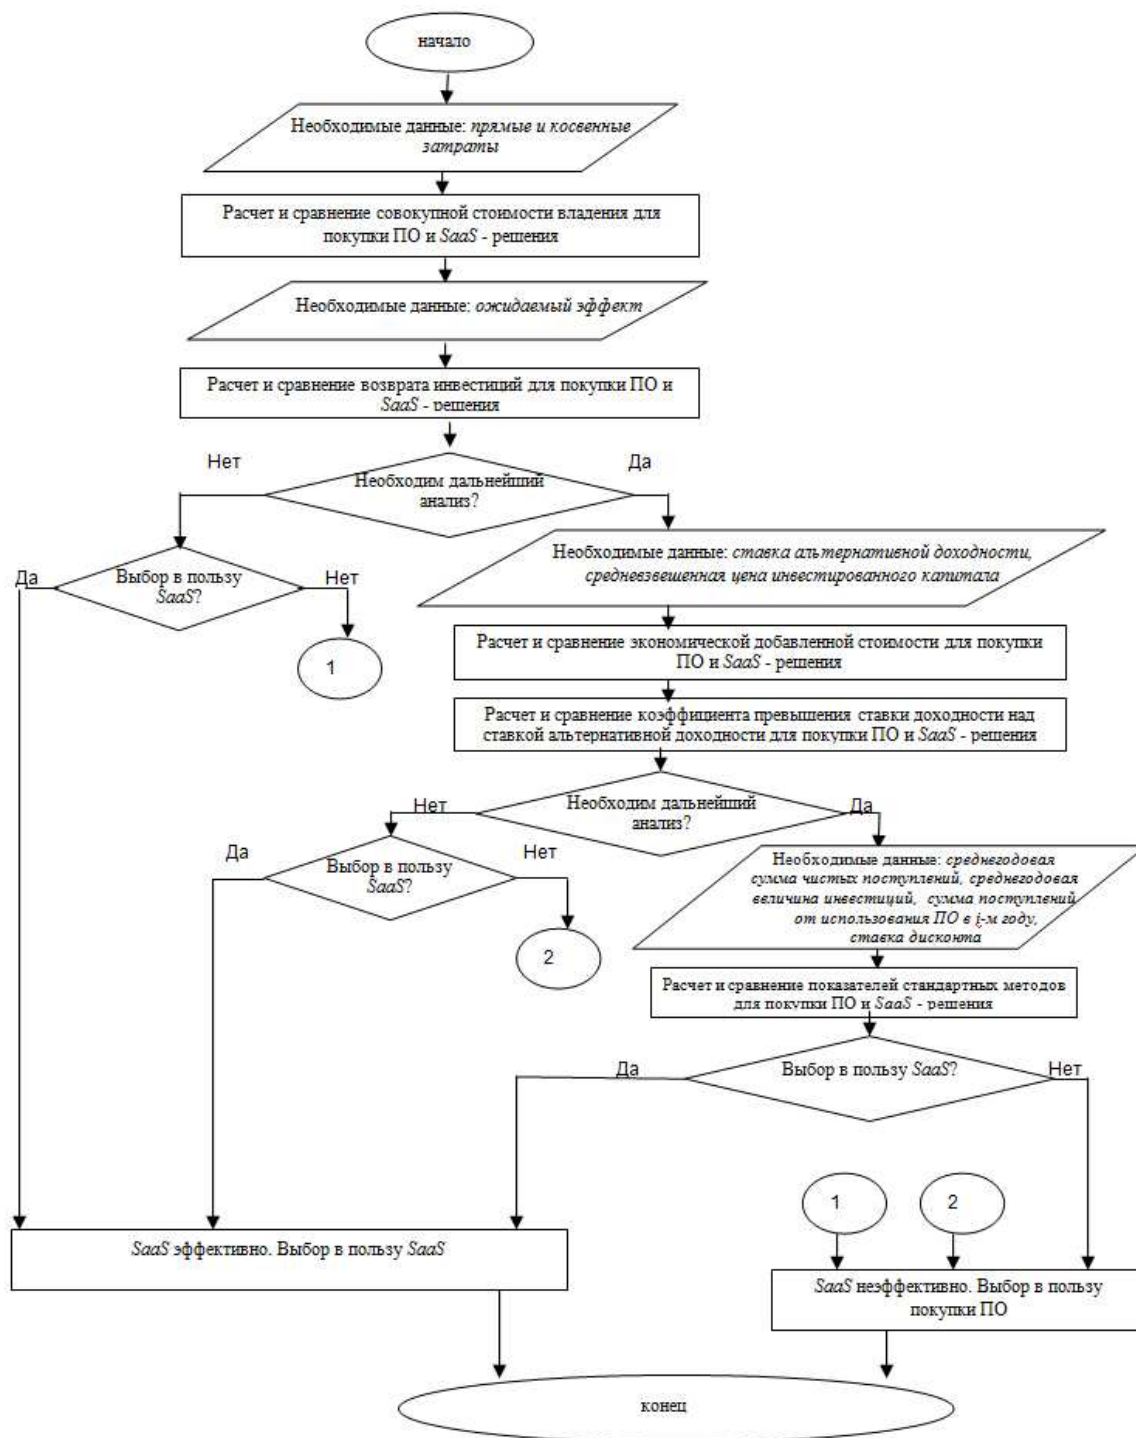 начало
Необходимые данные: прямые и косвенные
затраты
Расчет и сравнение совокупной стоимости владения для
покупки ПО и SaaS - решения
Необходимые данные: ожидаемый эффект
Расчет и сравнение возврата инвестиций для покупки ПО и
SaaS - решения
Нет
Да
Необходим дальнейший
анализ?
Необходимые данные: ставка альтернативной доходности,
средневзвешенная цена инвестированного капитала
Да
Выбор в пользу
SaaS?
Нет
1
Расчет и сравнение экономической добавленной стоимости для покупки
ПО и SaaS - решения
Расчет и сравнение коэффициента превышения ставки доходности над
ставкой альтернативной доходности для покупки ПО и SaaS - решения
Нет
Необходим дальнейший
анализ?
Да
Да
Выбор в пользу
SaaS?
Нет
2
Необходимые данные: среднегодовая
сумма чистых поступлений, среднегодовая
величина инвестиций, сумма поступлений
от использования ПО в i-м году,
ставка дисконта
Расчет и сравнение показателей стандартных методов
для покупки ПО и SaaS - решения
Да
Выбор в пользу SaaS?
Нет
1
2
SaaS эффективно. Выбор в пользу SaaS
SaaS неэффективно. Выбор в пользу
покупки ПО
конец